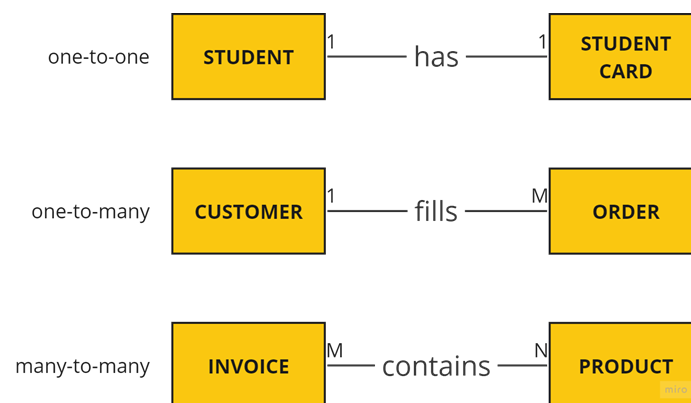 one-to-one STUDENT 1 has 1 STUDENT
CARD
one-to-many CUSTOMER 1 fills M ORDER
many-to-many INVOICE M contains N PRODUCT
miro